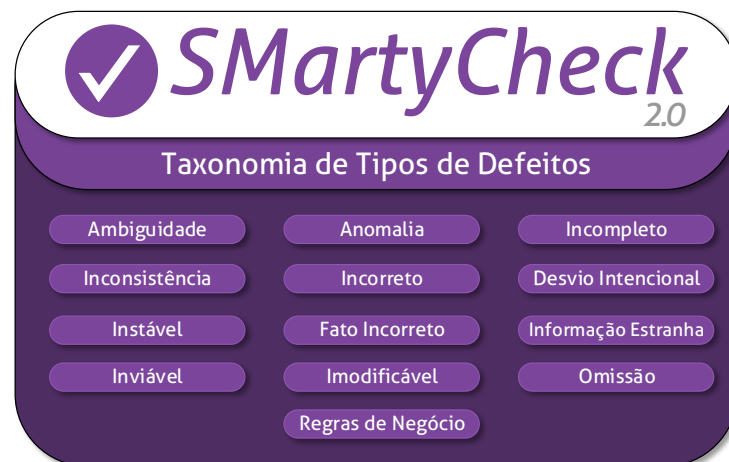 SMartyCheck
2.0
Taxonomia de Tipos de Defeitos
Ambiguidade
Anomalia
Incompleto
Inconsistência
Incorreto
Desvio Intencional
Instável
Fato Incorreto
Informação Estranha
Inviável
Imodificável
Omissão
Regras de Negócio